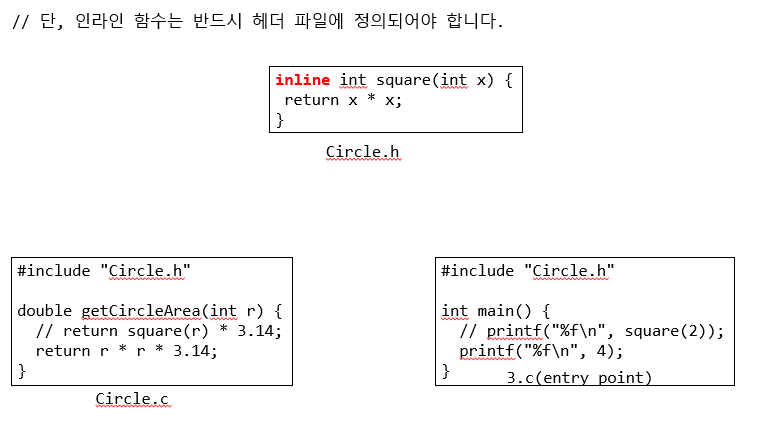 // 단, 인라인 함수는 반드시 헤더 파일에 정의되어야 합니다.
inline int square(int x) {
 return x * x;
}
Circle.h
#include "Circle.h"

double getCircleArea(int r) {
  // return square(r) * 3.14;
  return r * r * 3.14;
}
Circle.c
#include "Circle.h"

int main() {
  // printf("%f\n", square(2));
  printf("%f\n", 4);
}
3.c(entry point)